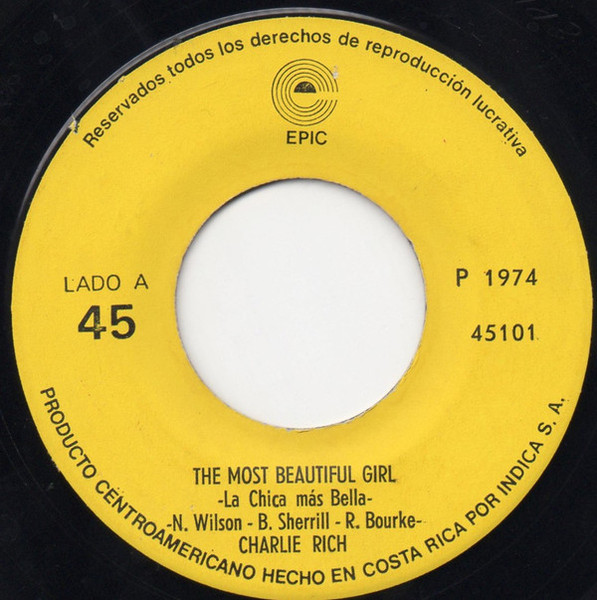 Reservados todos los derechos de reproducción lucrativa
EPIC
LADO A
45
P 1974
45101
THE MOST BEAUTIFUL GIRL
-La Chica más Bella-
-N. Wilson - B. Sherrill - R. Bourke-
CHARLIE RICH
PRODUCTO CENTROAMERICANO HECHO EN COSTA RICA POR INDICA S. A.